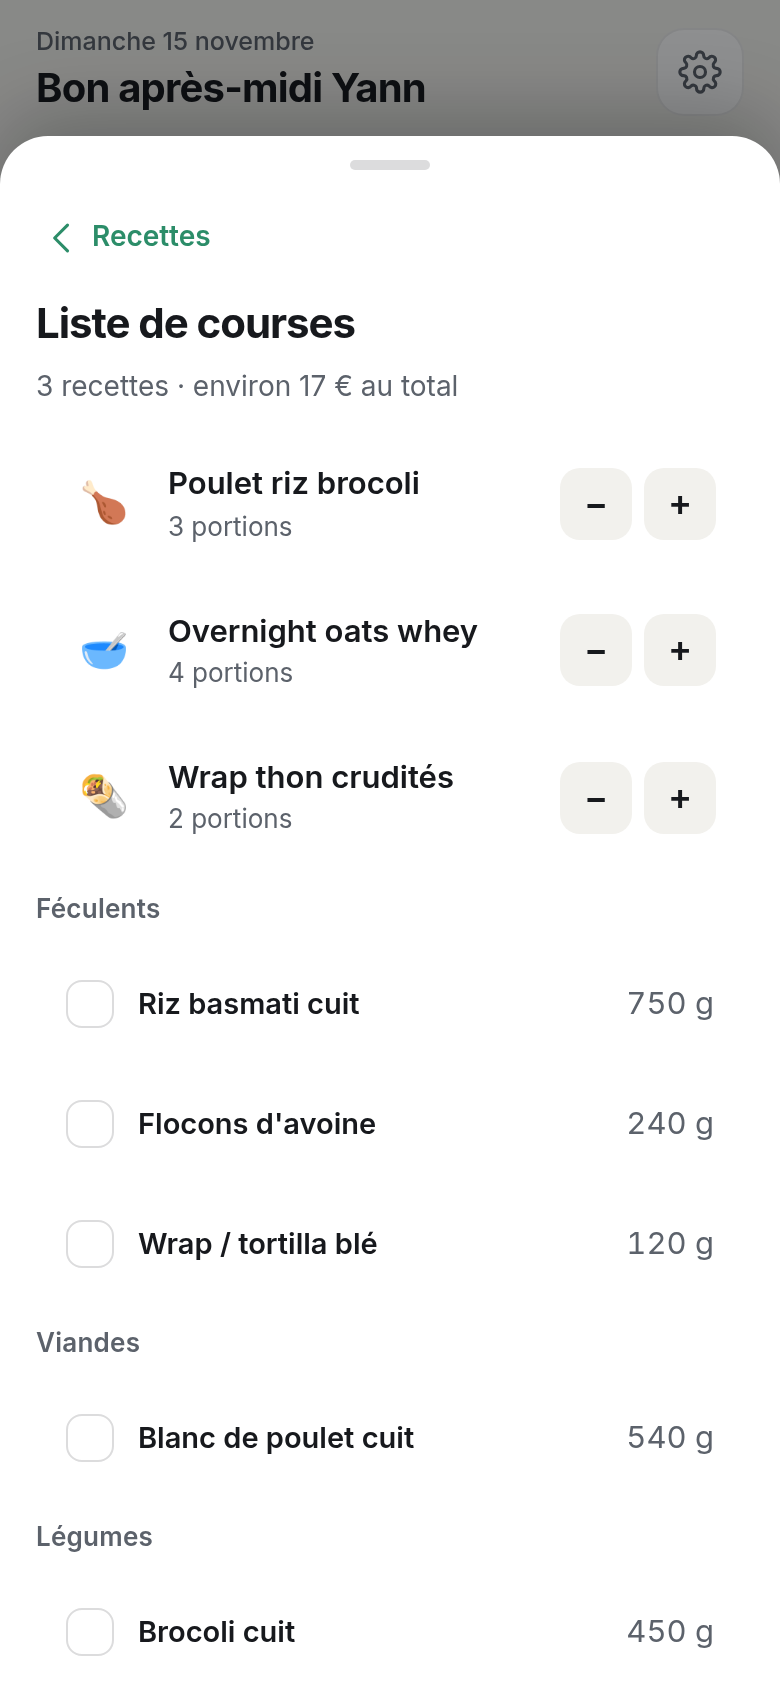 Dimanche 15 novembre
Bon après-midi Yann
Recettes
Liste de courses
3 recettes · environ 17 € au total
Poulet riz brocoli
3 portions
– +
Overnight oats whey
4 portions
– +
Wrap thon crudités
2 portions
– +
Féculents
Riz basmati cuit 750 g
Flocons d'avoine 240 g
Wrap / tortilla blé 120 g
Viandes
Blanc de poulet cuit 540 g
Légumes
Brocoli cuit 450 g